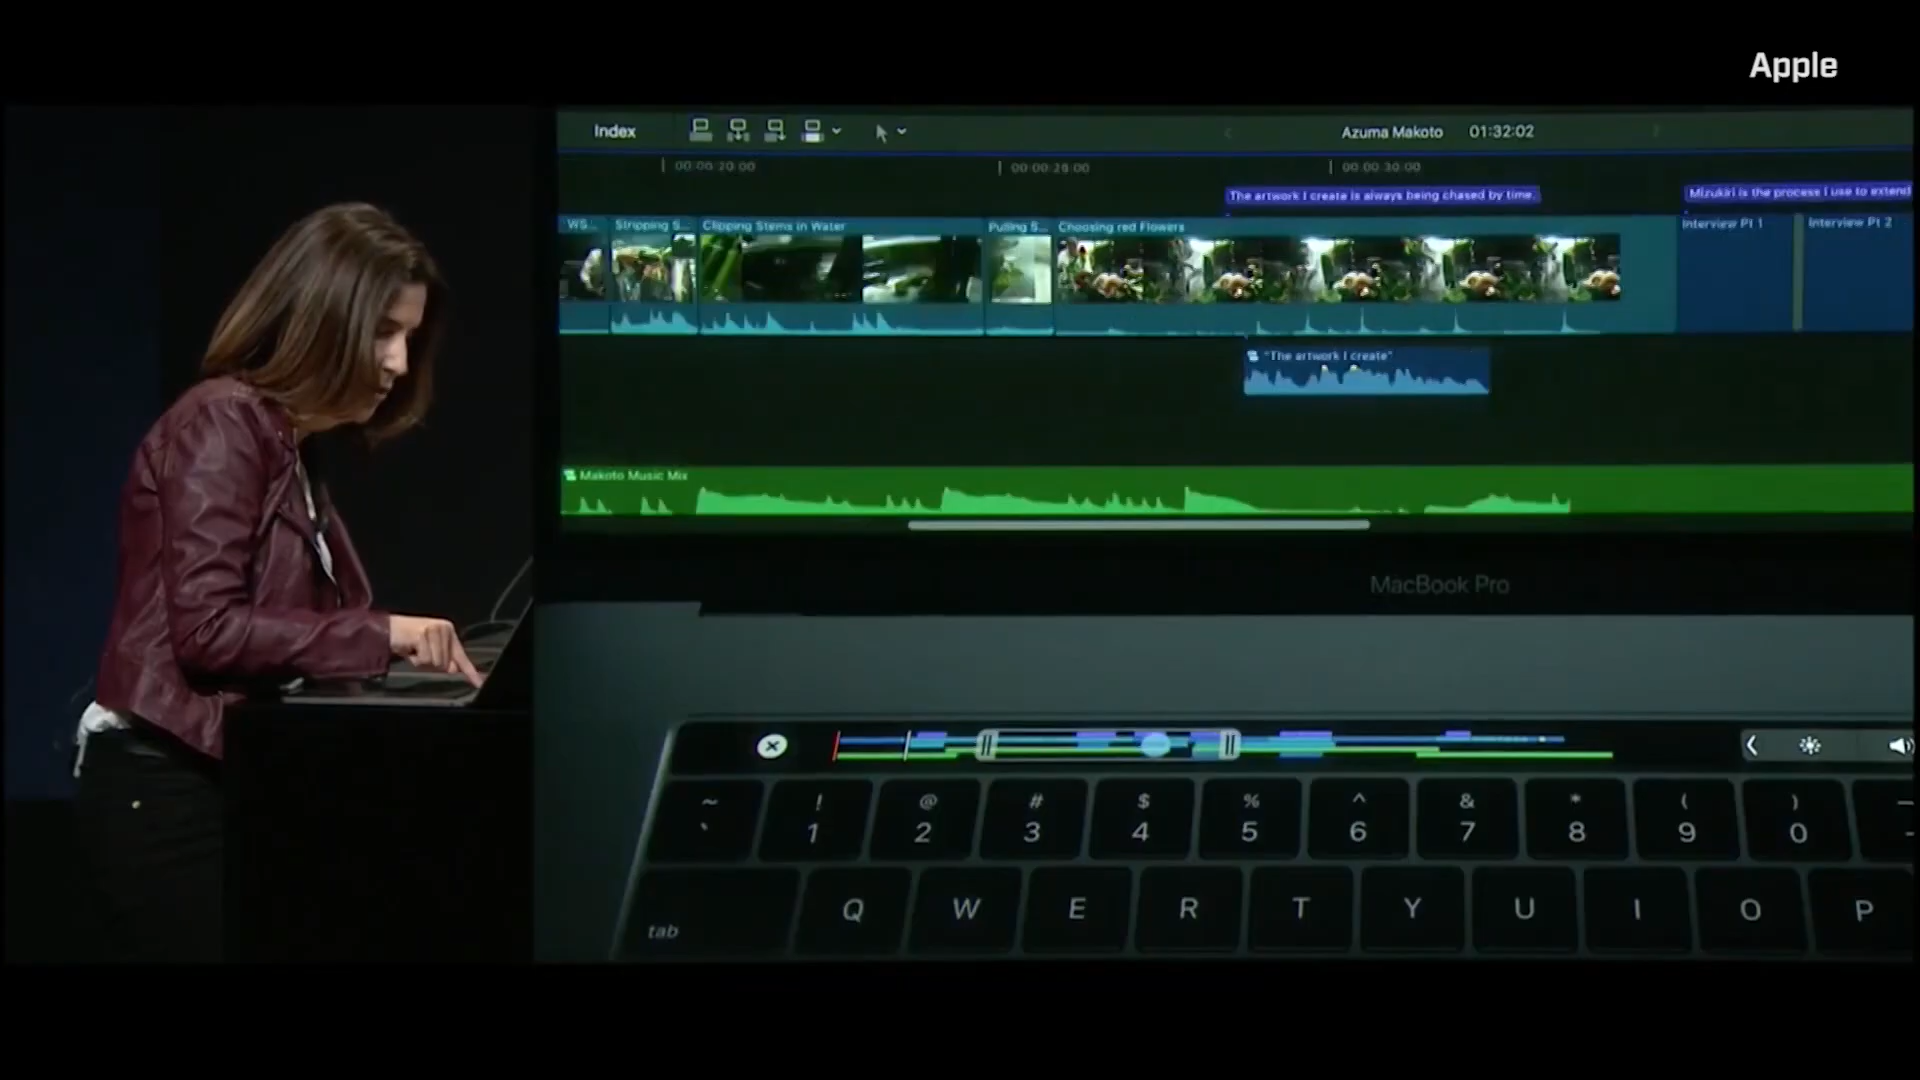 Apple
Index
Azuma Makoto 01:32:02
00:00:20:00
00:00:25:00
00:00:30:00
The artwork I create is always being chased by time.
Mizukiri is the process I use to extend
WS...
Stripping S...
Clipping Stems in Water
Pulling S...
Choosing red Flowers
Interview Pt 1
Interview Pt 2
"The artwork I create"
Makoto Music Mix
MacBook Pro
~ ! @ # $ % ^ & * ( )
` 1 2 3 4 5 6 7 8 9 0
tab Q W E R T Y U I O P